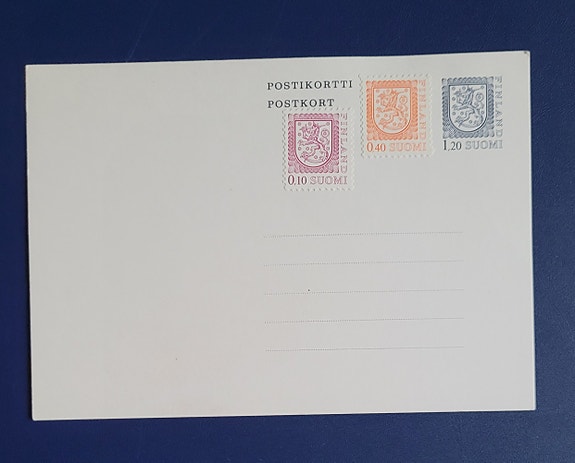 POSTIKORTTI
POSTKORT
FINLAND
0,10 SUOMI
FINLAND
0,40 SUOMI
FINLAND
1,20 SUOMI